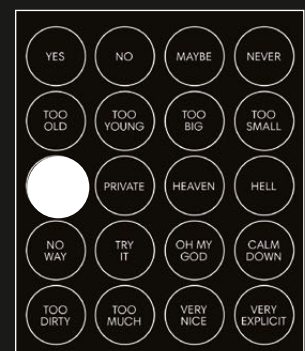 YES NO MAYBE NEVER
TOO TOO TOO TOO
OLD YOUNG BIG SMALL
PRIVATE HEAVEN HELL
NO TRY OH MY CALM
WAY IT GOD DOWN
TOO TOO VERY VERY
DIRTY MUCH NICE EXPLICIT